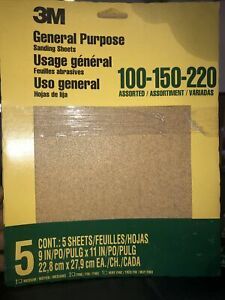 3M
General Purpose
Sanding Sheets
Usage général
Feuilles abrasives
Uso general
Hojas de lija
100-150-220
ASSORTED / ASSORTIMENT / VARIADAS
5
CONT.: 5 SHEETS/FEUILLES/HOJAS
9 IN/PO/PULG x 11 IN/PO/PULG
22,8 cm x 27,9 cm EA./CH./CADA